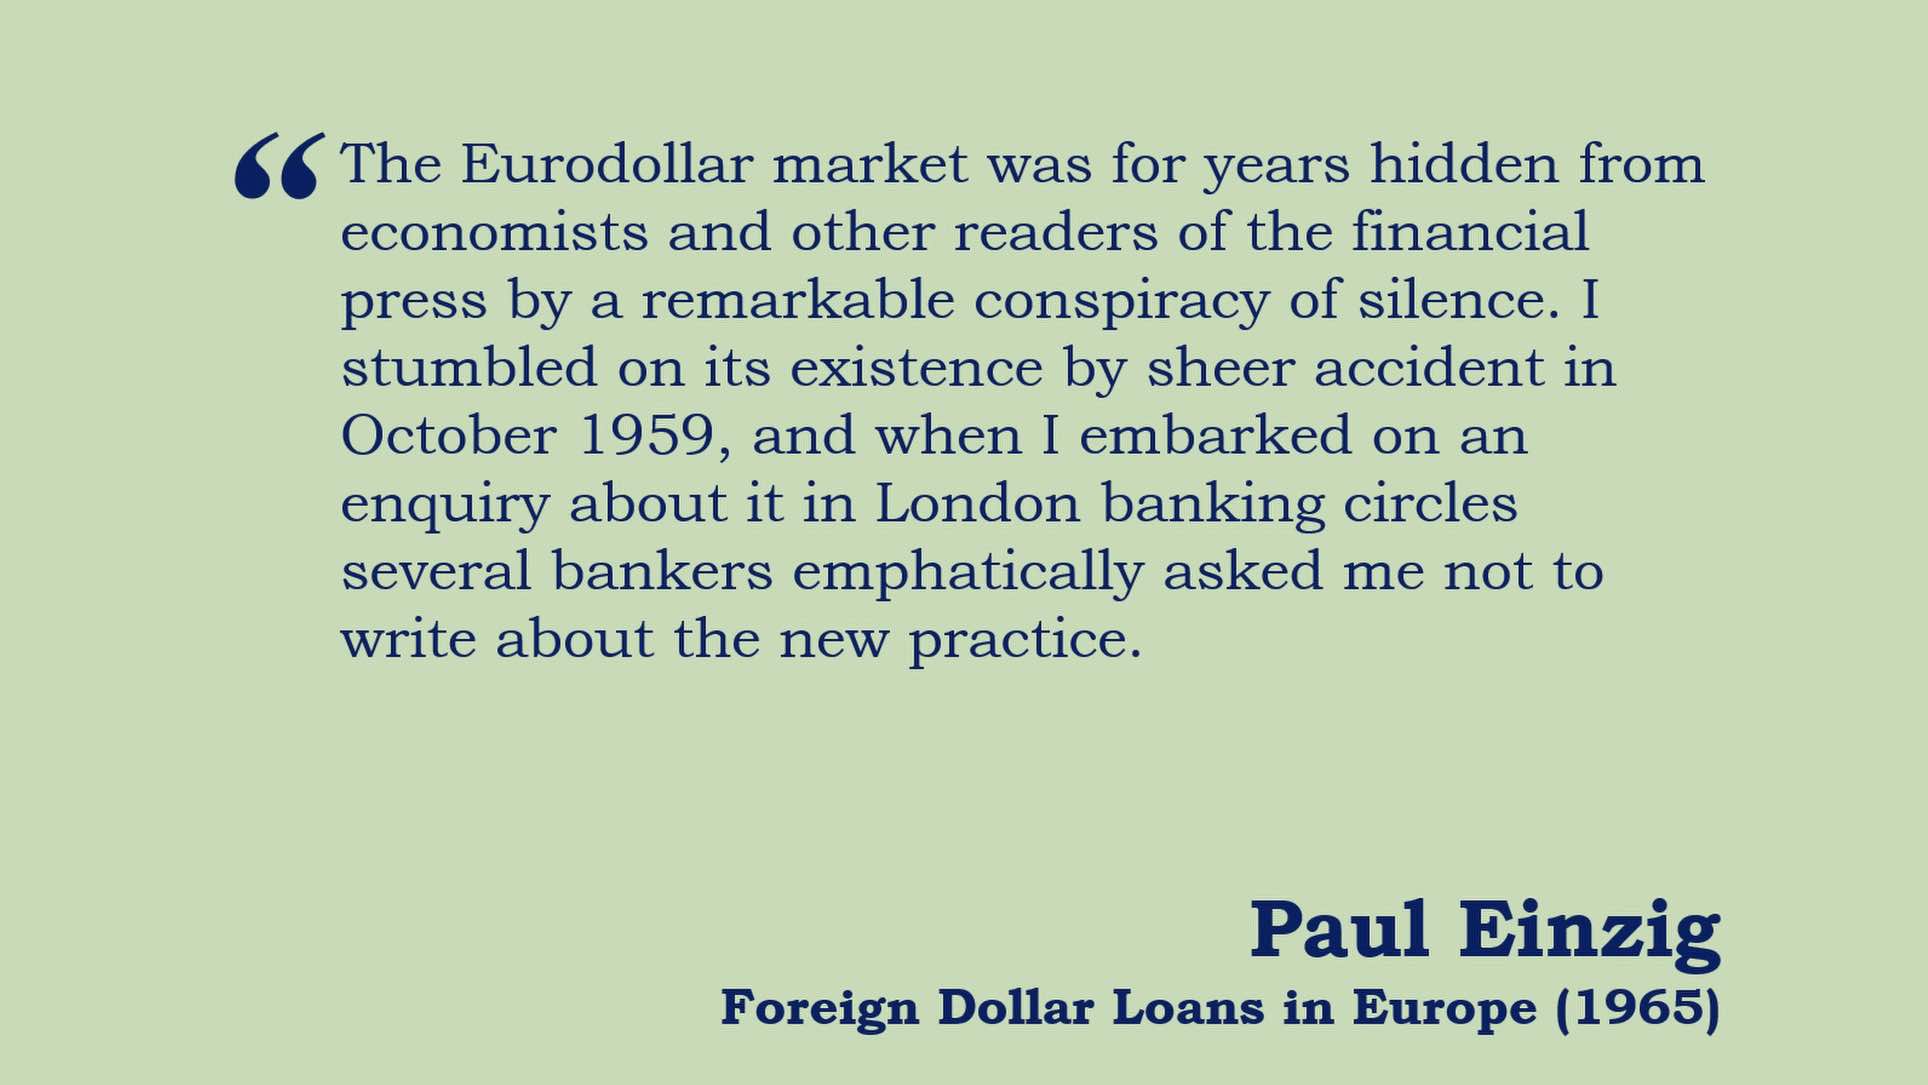 “The Eurodollar market was for years hidden from
economists and other readers of the financial
press by a remarkable conspiracy of silence. I
stumbled on its existence by sheer accident in
October 1959, and when I embarked on an
enquiry about it in London banking circles
several bankers emphatically asked me not to
write about the new practice.
Paul Einzig
Foreign Dollar Loans in Europe (1965)